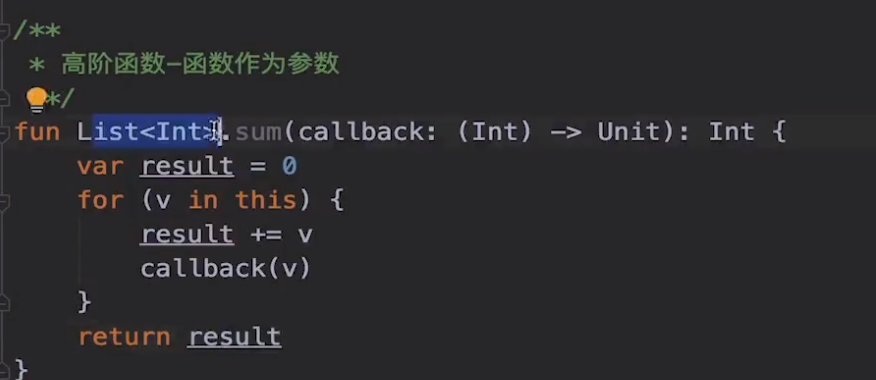 /**
 * 高阶函数-函数作为参数
 */
fun List<Int>.sum(callback: (Int) -> Unit): Int {
    var result = 0
    for (v in this) {
        result += v
        callback(v)
    }
    return result
}